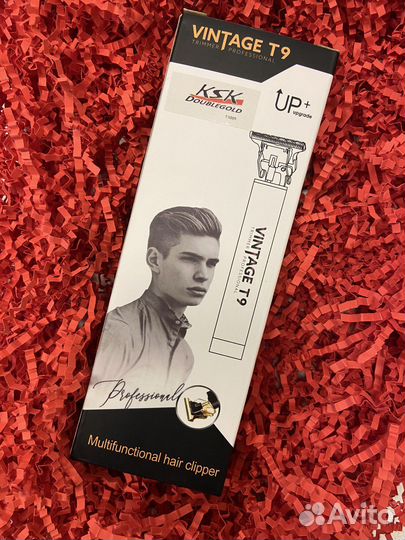 VINTAGE T9
TRIMMER PROFESSIONAL
KSK
DOUBLEGOLD
UP+
upgrade
VINTAGE T9
TRIMMER PROFESSIONAL
Professional
Multifunctional hair clipper
Avito